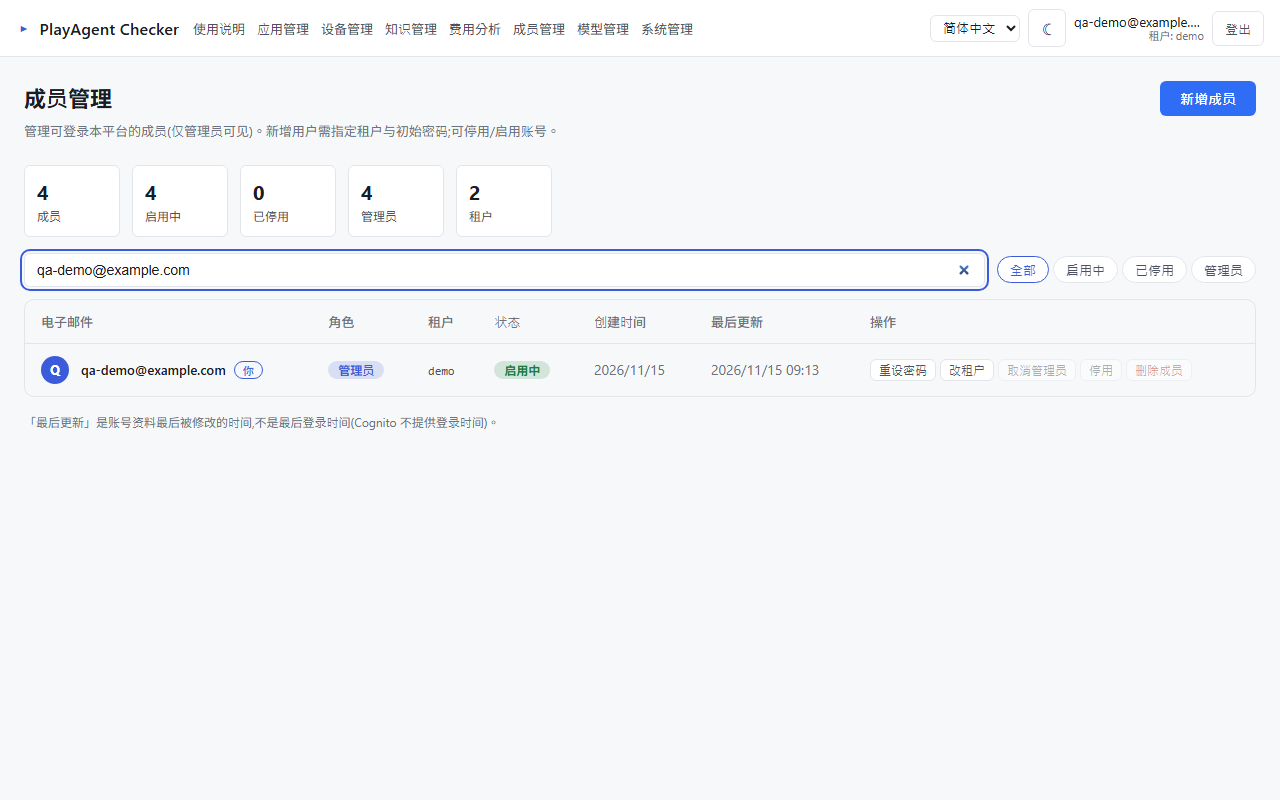 PlayAgent Checker 使用说明 应用管理 设备管理 知识管理 费用分析 成员管理 模型管理 系统管理 简体中文 qa-demo@example.... 登出
租户: demo
成员管理 新增成员
管理可登录本平台的成员(仅管理员可见)。新增用户需指定租户与初始密码;可停用/启用账号。
4 4 0 4 2
成员 启用中 已停用 管理员 租户
qa-demo@example.com 全部 启用中 已停用 管理员
电子邮件 角色 租户 状态 创建时间 最后更新 操作
Q qa-demo@example.com 你 管理员 demo 启用中 2026/11/15 2026/11/15 09:13 重设密码 改租户 取消管理员 停用 删除成员
「最后更新」是账号资料最后被修改的时间,不是最后登录时间(Cognito 不提供登录时间)。